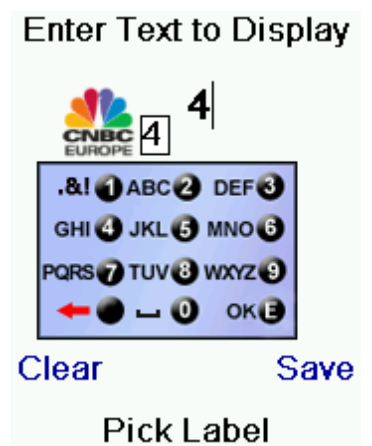 Enter Text to Display
4
CNBC
EUROPE
4
.&! 1 ABC 2 DEF 3
GHI 4 JKL 5 MNO 6
PQRS 7 TUV 8 WXYZ 9
0 OK E
Clear Save
Pick Label